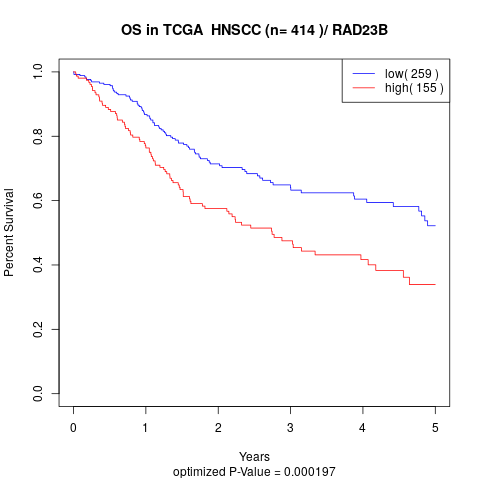 OS in TCGA  HNSCC (n= 414 )/ RAD23B
low( 259 )
high( 155 )
Percent Survival
1.0
0.8
0.6
0.4
0.2
0.0
0 1 2 3 4 5
Years
optimized P-Value = 0.000197